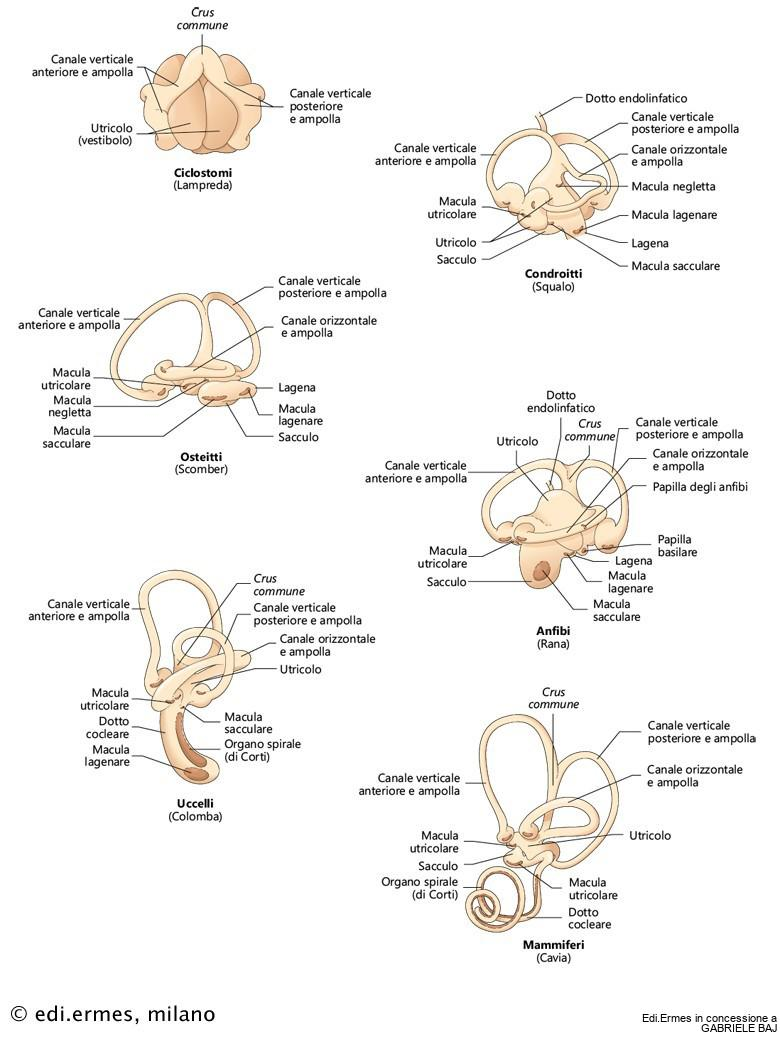 Crus
commune
Canale verticale
anteriore e ampolla
Canale verticale
posteriore
e ampolla
Utricolo
(vestibolo)
Ciclostomi
(Lampreda)
Dotto endolinfatico
Canale verticale
posteriore e ampolla
Canale verticale
anteriore e ampolla
Canale orizzontale
e ampolla
Macula negletta
Macula
utricolare
Macula lagenare
Utricolo
Lagena
Sacculo
Macula sacculare
Condroitti
(Squalo)
Canale verticale
posteriore e ampolla
Canale verticale
anteriore e ampolla
Canale orizzontale
e ampolla
Macula
utricolare
Lagena
Macula
negletta
Macula
lagenare
Macula
sacculare
Sacculo
Osteitti
(Scomber)
Dotto
endolinfatico
Crus
commune
Canale verticale
posteriore e ampolla
Utricolo
Canale verticale
anteriore e ampolla
Canale orizzontale
e ampolla
Papilla degli anfibi
Papilla
basilare
Macula
utricolare
Lagena
Sacculo
Macula
lagenare
Macula
sacculare
Anfibi
(Rana)
Crus
commune
Canale verticale
anteriore e ampolla
Canale verticale
posteriore e ampolla
Canale orizzontale
e ampolla
Utricolo
Macula
utricolare
Dotto
cocleare
Macula
sacculare
Macula
lagenare
Organo spirale
(di Corti)
Uccelli
(Colomba)
Crus
commune
Canale verticale
posteriore e ampolla
Canale verticale
anteriore e ampolla
Canale orizzontale
e ampolla
Macula
utricolare
Utricolo
Sacculo
Organo spirale
(di Corti)
Macula
utricolare
Dotto
cocleare
Mammiferi
(Cavia)
© edi.ermes, milano
Edi.Ermes in concessione a
GABRIELE BAJ